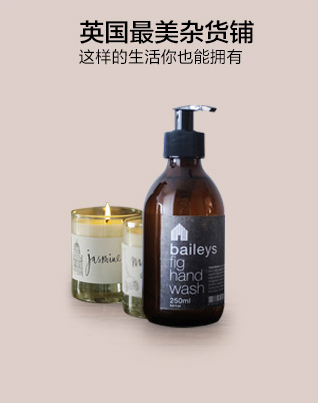 英国最美杂货铺
这样的生活你也能拥有
jasmine
baileys
fig
hand
wash
250ml